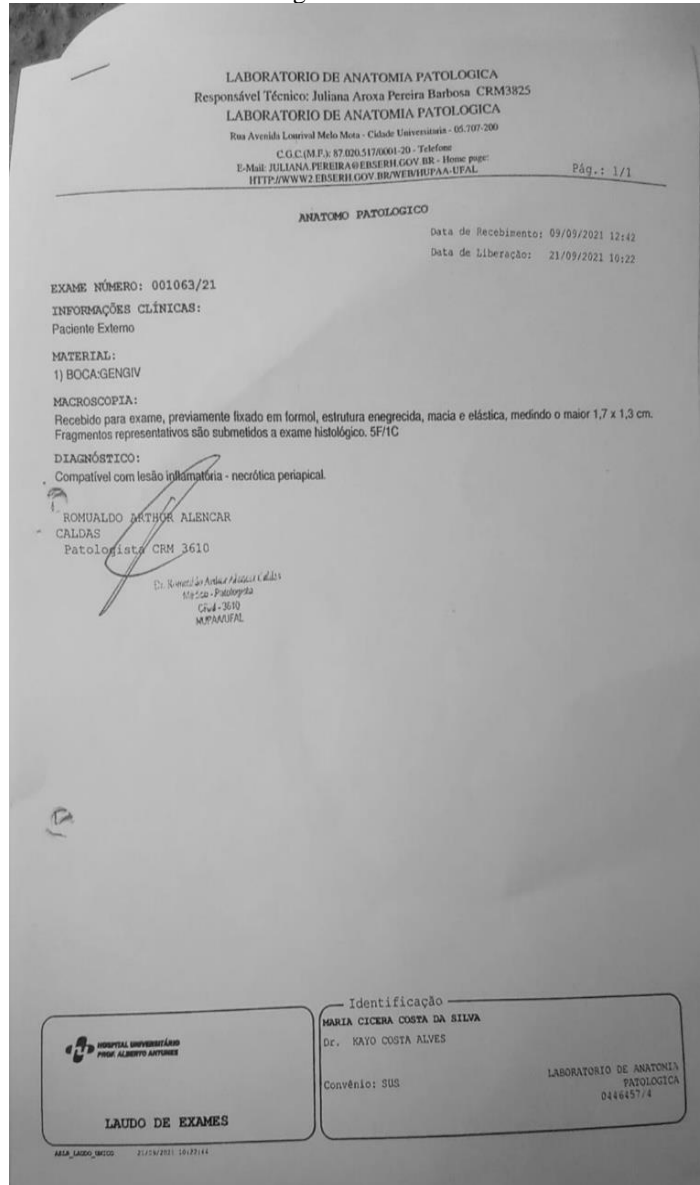 LABORATORIO DE ANATOMIA PATOLOGICA
Responsável Técnico: Juliana Aroxa Pereira Barbosa CRM3825
LABORATORIO DE ANATOMIA PATOLOGICA
Rua Avenida Lourival Melo Mota - Cidade Universitaria - 05.707-200
C.G.C.(M.F.): 87.020.517/0001-20 - Telefone
E-Mail: JULIANA.PEREIRA@EBSERH.GOV.BR - Home page:
HTTP://WWW2.EBSERH.GOV.BR/WEB/HUPAA-UFAL
Pág.: 1/1
ANATOMO PATOLOGICO
Data de Recebimento: 09/09/2021 12:42
Data de Liberação: 21/09/2021 10:22
EXAME NÚMERO: 001063/21
INFORMAÇÕES CLÍNICAS:
Paciente Externo
MATERIAL:
1) BOCA:GENGIV
MACROSCOPIA:
Recebido para exame, previamente fixado em formol, estrutura enegrecida, macia e elástica, medindo o maior 1,7 x 1,3 cm.
Fragmentos representativos são submetidos a exame histológico. 5F/1C
DIAGNÓSTICO:
Compatível com lesão inflamatória - necrótica periapical.
ROMUALDO ARTHUR ALENCAR
CALDAS
Patologista CRM 3610
Médico - Patologista
3610
HUPAA/UFAL
Identificação
MARIA CICERA COSTA DA SILVA
Dr. KAYO COSTA ALVES
Convênio: SUS
LABORATORIO DE ANATOMIA
PATOLOGICA
0446457/4
HOSPITAL UNIVERSITÁRIO
PROF. ALBERTO ANTUNES
LAUDO DE EXAMES